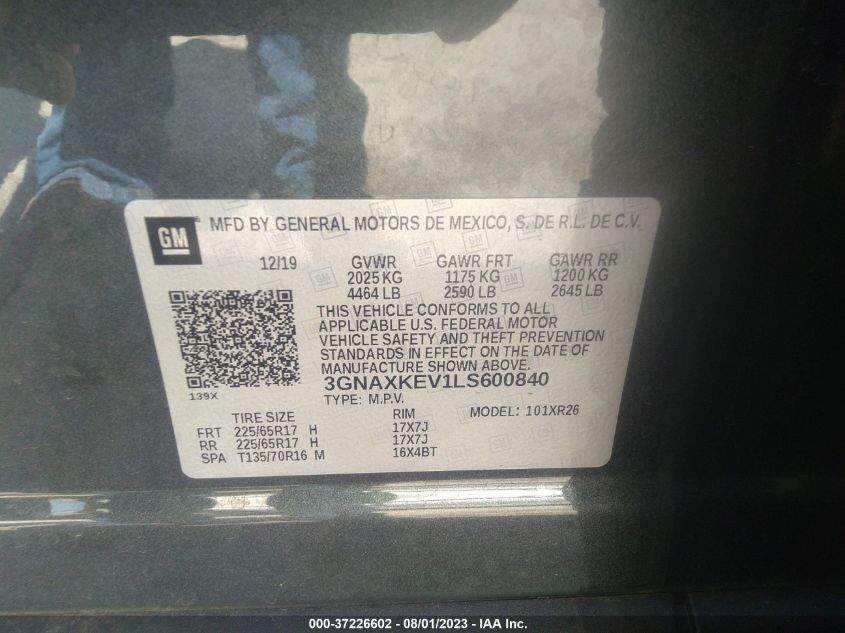 GM
MFD BY GENERAL MOTORS DE MEXICO, S. DE R.L. DE C.V.
12/19 GVWR GAWR FRT GAWR RR
2025 KG 1175 KG 1200 KG
4464 LB 2590 LB 2645 LB
THIS VEHICLE CONFORMS TO ALL
APPLICABLE U.S. FEDERAL MOTOR
VEHICLE SAFETY AND THEFT PREVENTION
STANDARDS IN EFFECT ON THE DATE OF
MANUFACTURE SHOWN ABOVE.
139X
3GNAXKEV1LS600840
TYPE: M.P.V. MODEL: 101XR26
TIRE SIZE RIM
FRT 225/65R17 H 17X7J
RR 225/65R17 H 17X7J
SPA T135/70R16 M 16X4BT
000-37226602 - 08/01/2023 - IAA Inc.